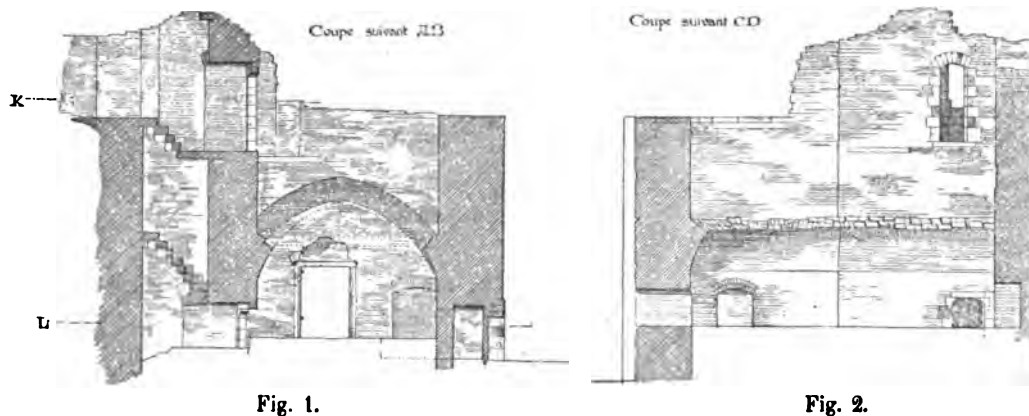 Coupe suivant AB
Coupe suivant CD
K
L
Fig. 1.
Fig. 2.